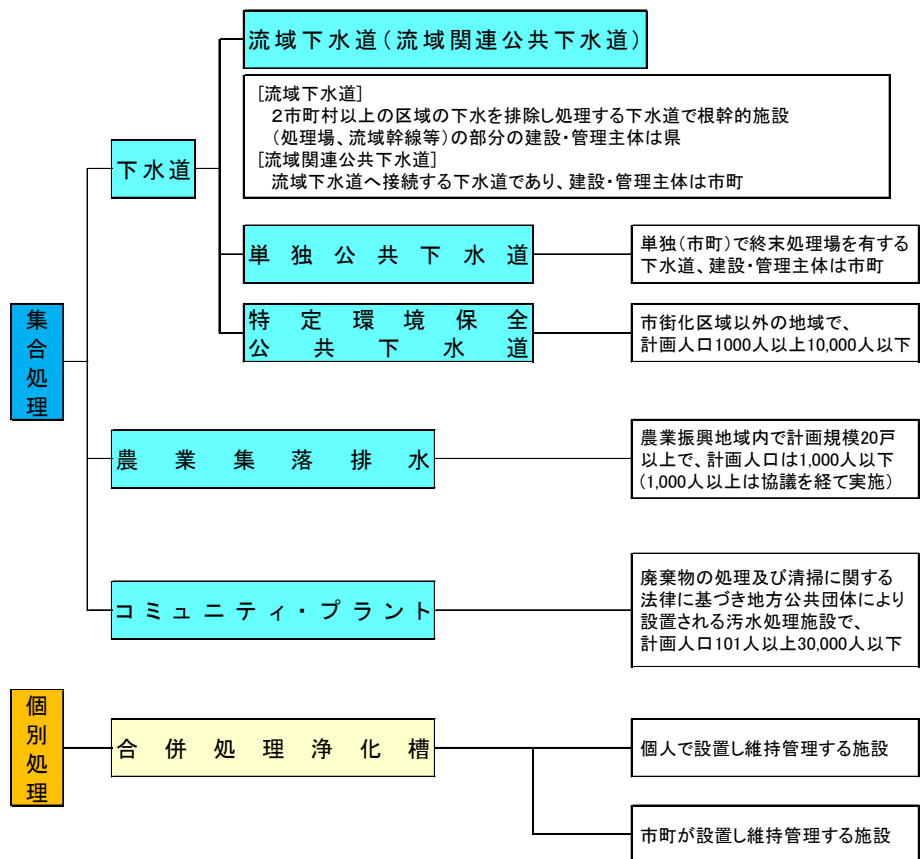 流域下水道(流域関連公共下水道)
[流域下水道]
2市町村以上の区域の下水を排除し処理する下水道で根幹的施設
(処理場、流域幹線等)の部分の建設・管理主体は県
[流域関連公共下水道]
流域下水道へ接続する下水道であり、建設・管理主体は市町
下水道
単独公共下水道
単独(市町)で終末処理場を有する
下水道、建設・管理主体は市町
特定環境保全
公共下水道
市街化区域以外の地域で、
計画人口1000人以上10,000人以下
集合処理
農業集落排水
農業振興地域内で計画規模20戸
以上で、計画人口は1,000人以下
(1,000人以上は協議を経て実施)
コミュニティ・プラント
廃棄物の処理及び清掃に関する
法律に基づき地方公共団体により
設置される汚水処理施設で、
計画人口101人以上30,000人以下
個別処理
合併処理浄化槽
個人で設置し維持管理する施設
市町が設置し維持管理する施設